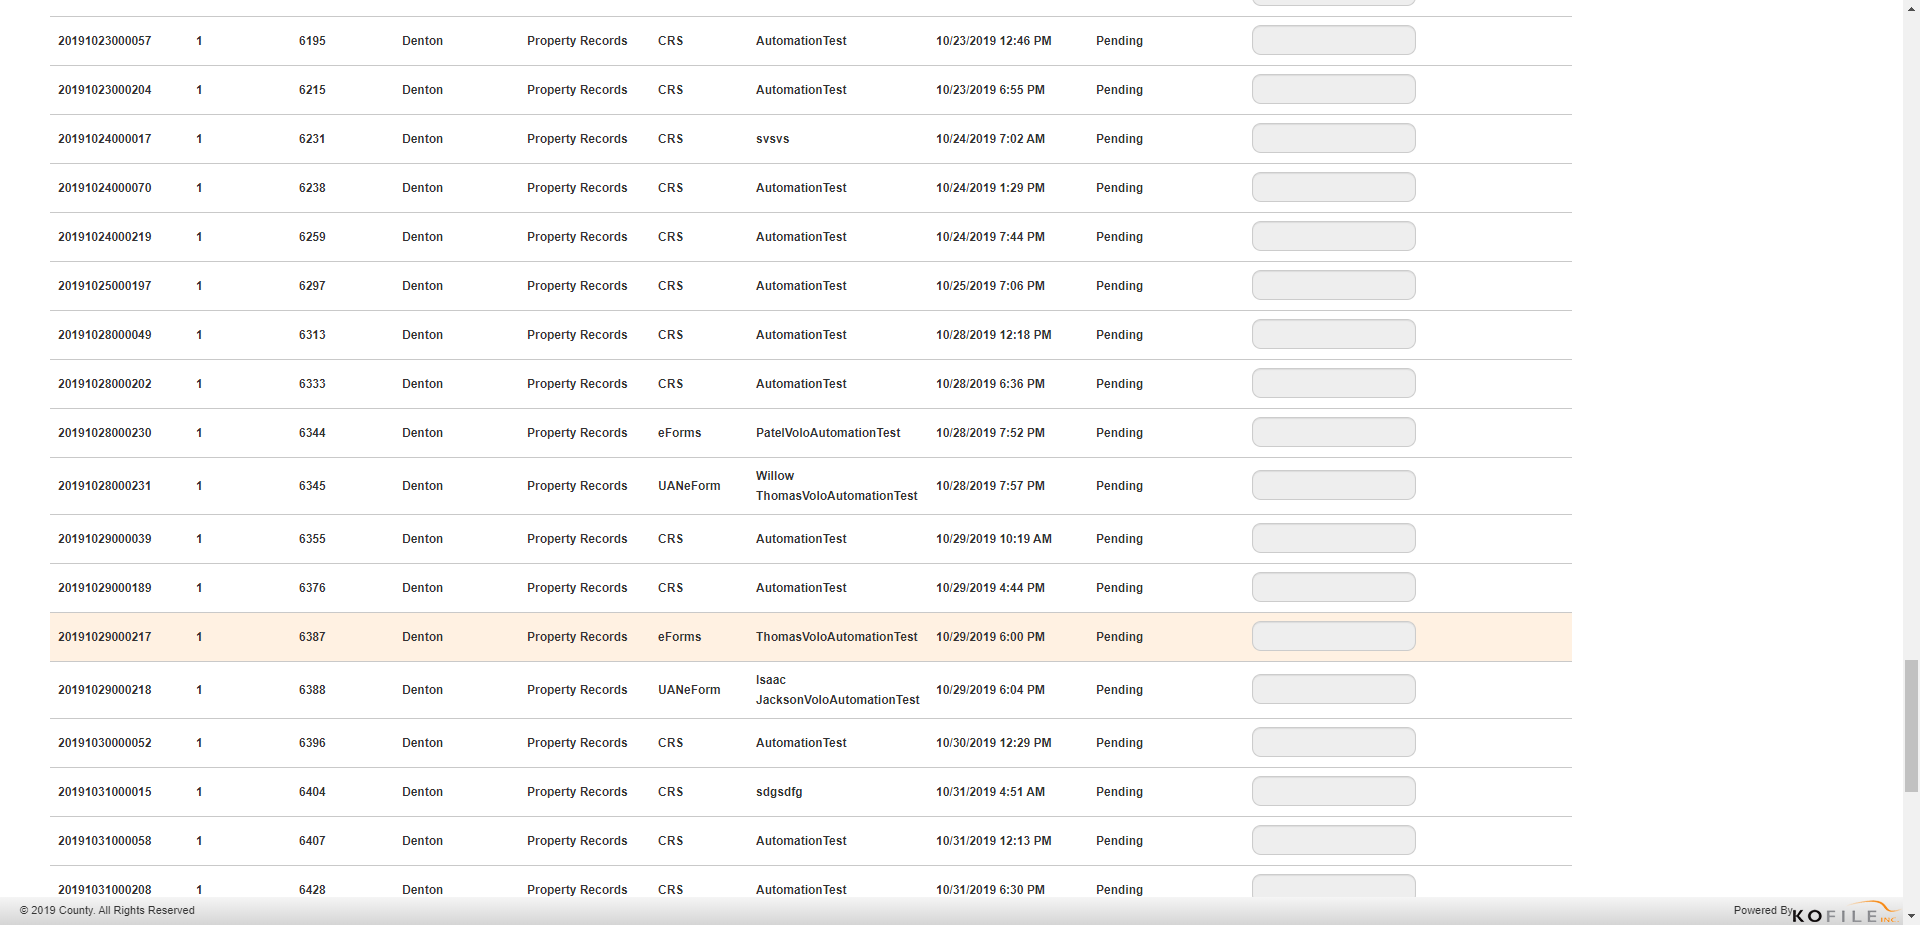 20191023000057 1 6195 Denton Property Records CRS AutomationTest 10/23/2019 12:46 PM Pending
20191023000204 1 6215 Denton Property Records CRS AutomationTest 10/23/2019 6:55 PM Pending
20191024000017 1 6231 Denton Property Records CRS svsvs 10/24/2019 7:02 AM Pending
20191024000070 1 6238 Denton Property Records CRS AutomationTest 10/24/2019 1:29 PM Pending
20191024000219 1 6259 Denton Property Records CRS AutomationTest 10/24/2019 7:44 PM Pending
20191025000197 1 6297 Denton Property Records CRS AutomationTest 10/25/2019 7:06 PM Pending
20191028000049 1 6313 Denton Property Records CRS AutomationTest 10/28/2019 12:18 PM Pending
20191028000202 1 6333 Denton Property Records CRS AutomationTest 10/28/2019 6:36 PM Pending
20191028000230 1 6344 Denton Property Records eForms PatelVoloAutomationTest 10/28/2019 7:52 PM Pending
20191028000231 1 6345 Denton Property Records UANeForm Willow ThomasVoloAutomationTest 10/28/2019 7:57 PM Pending
20191029000039 1 6355 Denton Property Records CRS AutomationTest 10/29/2019 10:19 AM Pending
20191029000189 1 6376 Denton Property Records CRS AutomationTest 10/29/2019 4:44 PM Pending
20191029000217 1 6387 Denton Property Records eForms ThomasVoloAutomationTest 10/29/2019 6:00 PM Pending
20191029000218 1 6388 Denton Property Records UANeForm Isaac JacksonVoloAutomationTest 10/29/2019 6:04 PM Pending
20191030000052 1 6396 Denton Property Records CRS AutomationTest 10/30/2019 12:29 PM Pending
20191031000015 1 6404 Denton Property Records CRS sdgsdfg 10/31/2019 4:51 AM Pending
20191031000058 1 6407 Denton Property Records CRS AutomationTest 10/31/2019 12:13 PM Pending
20191031000208 1 6428 Denton Property Records CRS AutomationTest 10/31/2019 6:30 PM Pending
© 2019 County. All Rights Reserved Powered By KOFILE INC.